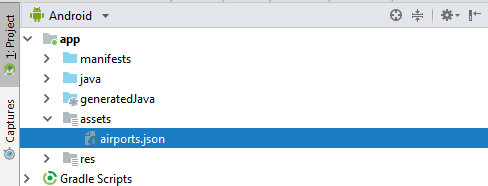 1: Project
Captures
Android
app
manifests
java
generatedJava
assets
airports.json
res
Gradle Scripts